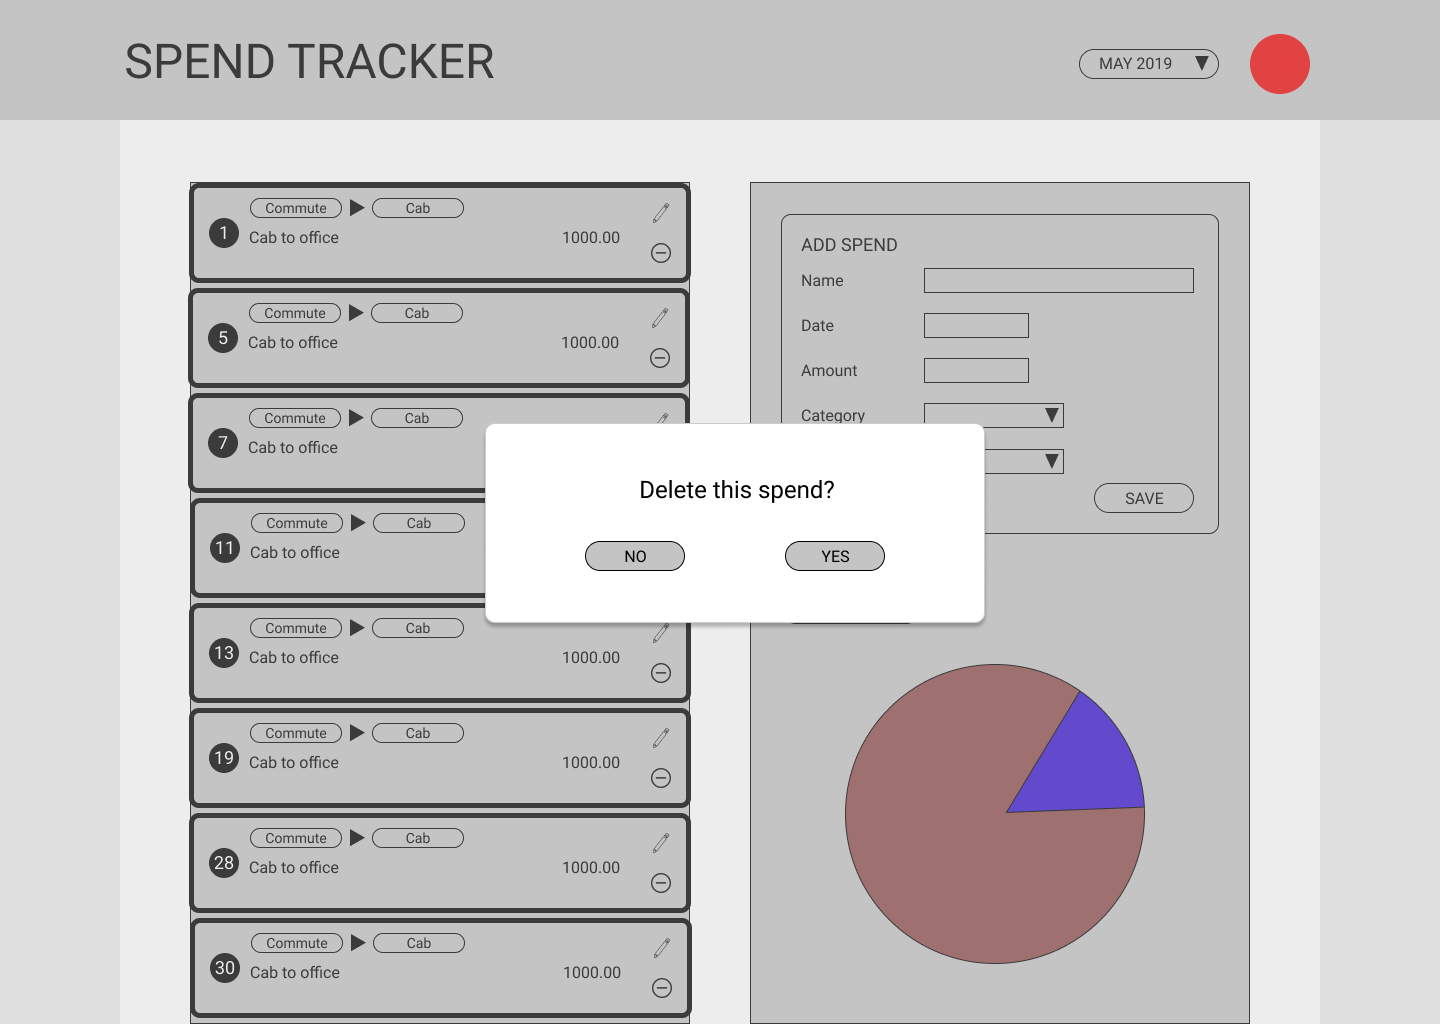 SPEND TRACKER
MAY 2019
Commute Cab
1
Cab to office 1000.00
Commute Cab
5
Cab to office 1000.00
Commute Cab
7
Cab to office
Commute Cab
11
Cab to office
Commute Cab
13
Cab to office 1000.00
Commute Cab
19
Cab to office 1000.00
Commute Cab
28
Cab to office 1000.00
Commute Cab
30
Cab to office 1000.00
ADD SPEND
Name
Date
Amount
Category
SAVE
Delete this spend?
NO YES